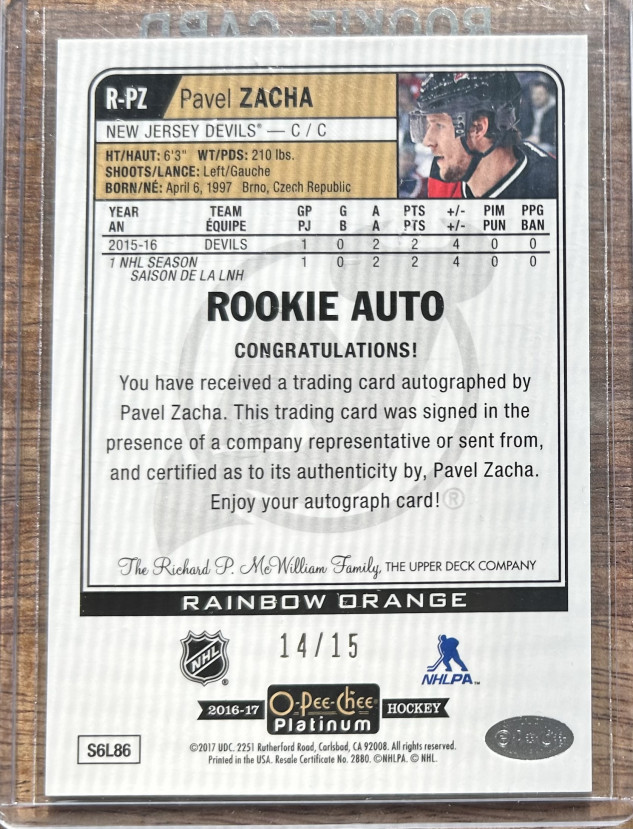 ROOKIE CARD
R-PZ Pavel ZACHA
NEW JERSEY DEVILS® — C / C
HT/HAUT: 6'3" WT/PDS: 210 lbs.
SHOOTS/LANCE: Left/Gauche
BORN/NÉ: April 6, 1997 Brno, Czech Republic
YEAR TEAM GP G A PTS +/- PIM PPG
AN ÉQUIPE PJ B A PTS +/- PUN BAN
2015-16 DEVILS 1 0 2 2 4 0 0
1 NHL SEASON 1 0 2 2 4 0 0
SAISON DE LA LNH
ROOKIE AUTO
CONGRATULATIONS!
You have received a trading card autographed by
Pavel Zacha. This trading card was signed in the
presence of a company representative or sent from,
and certified as to its authenticity by, Pavel Zacha.
Enjoy your autograph card! ®
The Richard P. McWilliam Family, THE UPPER DECK COMPANY
RAINBOW ORANGE
NHL ®
14/15
NHLPA™
2016-17 O-Pee-Chee® Platinum HOCKEY
S6L86
©2017 UDC. 2251 Rutherford Road, Carlsbad, CA 92008. All rights reserved.
Printed in the USA. Resale Certificate No. 2880. ©NHLPA. © NHL.